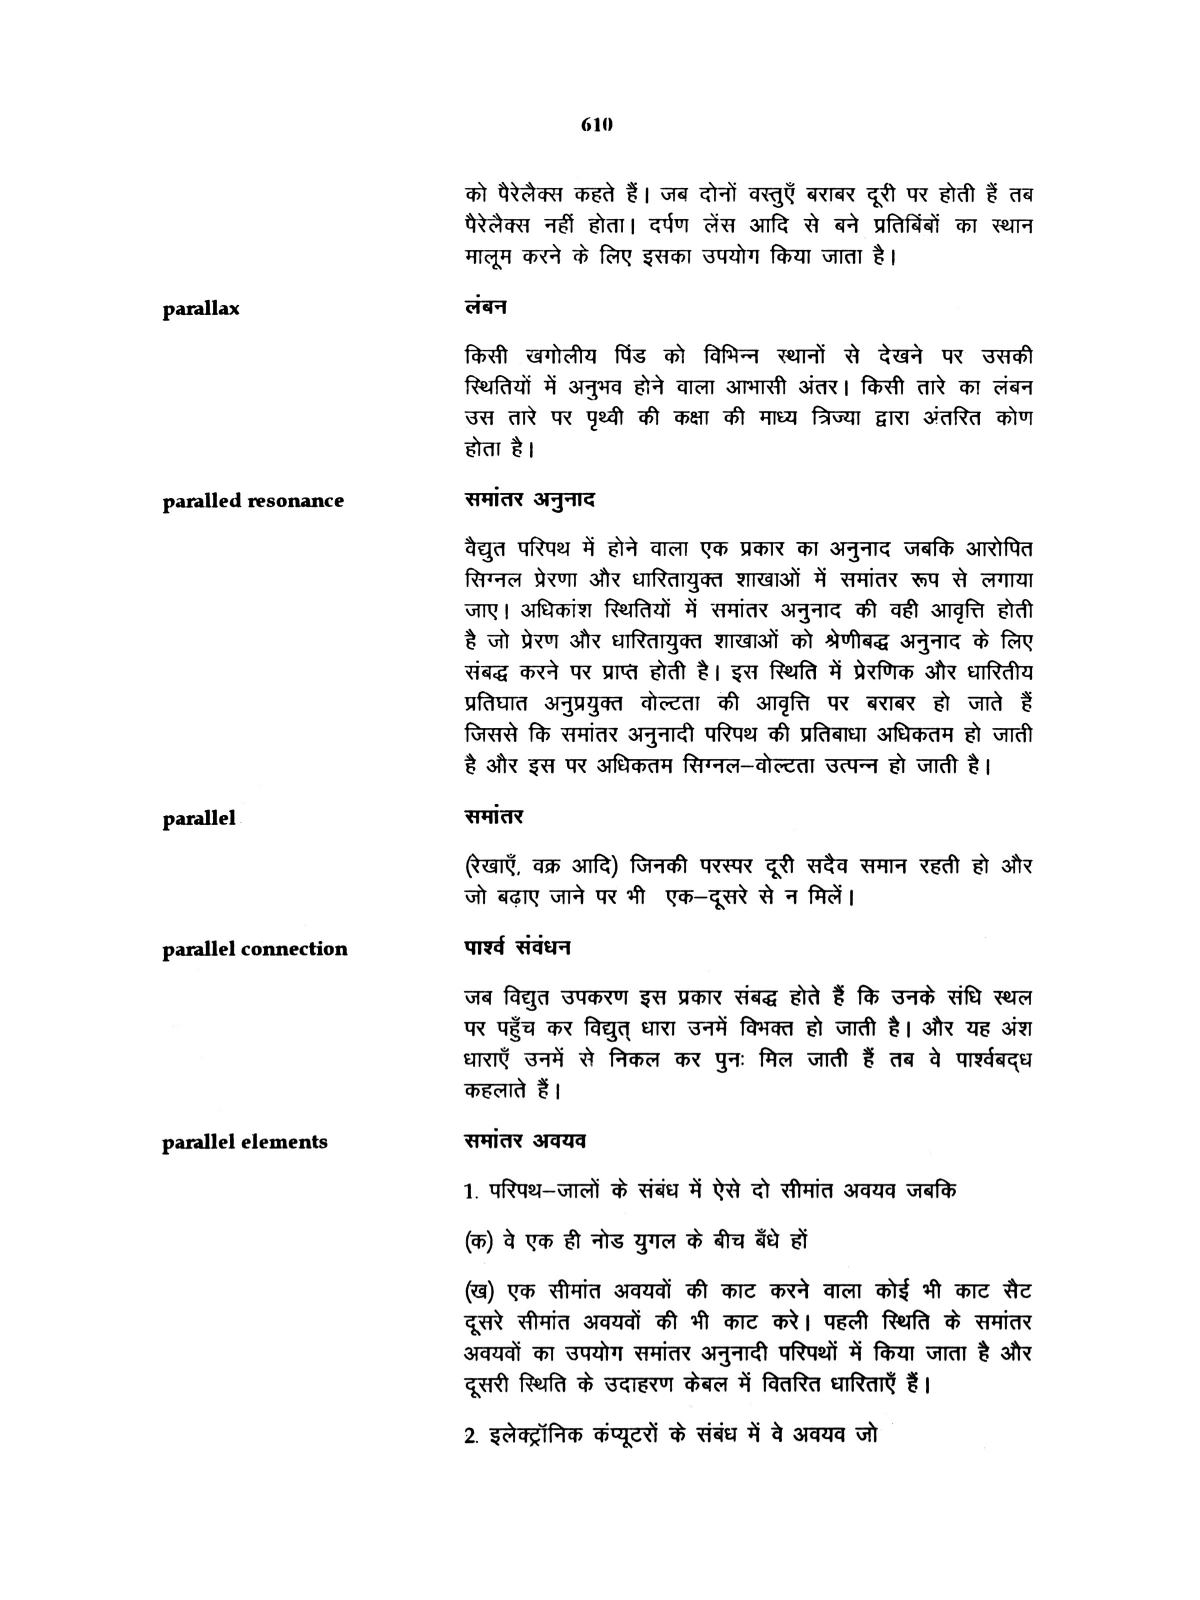 610
को पैरेलैक्स कहते हैं। जब दोनों वस्तुएँ बराबर दूरी पर होती हैं तब
पैरेलैक्स नहीं होता। दर्पण लेंस आदि से बने प्रतिबिंबों का स्थान
मालूम करने के लिए इसका उपयोग किया जाता है।
parallax लंबन
किसी खगोलीय पिंड को विभिन्न स्थानों से देखने पर उसकी
स्थितियों में अनुभव होने वाला आभासी अंतर। किसी तारे का लंबन
उस तारे पर पृथ्वी की कक्षा की माध्य त्रिज्या द्वारा अंतरित कोण
होता है।
paralled resonance समांतर अनुनाद
वैद्युत परिपथ में होने वाला एक प्रकार का अनुनाद जबकि आरोपित
सिग्नल प्रेरणा और धारितायुक्त शाखाओं में समांतर रूप से लगाया
जाए। अधिकांश स्थितियों में समांतर अनुनाद की वही आवृत्ति होती
है जो प्रेरण और धारितायुक्त शाखाओं को श्रेणीबद्ध अनुनाद के लिए
संबद्ध करने पर प्राप्त होती है। इस स्थिति में प्रेरणिक और धारितीय
प्रतिघात अनुप्रयुक्त वोल्टता की आवृत्ति पर बराबर हो जाते हैं
जिससे कि समांतर अनुनादी परिपथ की प्रतिबाधा अधिकतम हो जाती
है और इस पर अधिकतम सिग्नल–वोल्टता उत्पन्न हो जाती है।
parallel समांतर
(रेखाएँ, वक्र आदि) जिनकी परस्पर दूरी सदैव समान रहती हो और
जो बढ़ाए जाने पर भी एक–दूसरे से न मिलें।
parallel connection पार्श्व संवंधन
जब विद्युत उपकरण इस प्रकार संबद्ध होते हैं कि उनके संधि स्थल
पर पहुँच कर विद्युत् धारा उनमें विभक्त हो जाती है। और यह अंश
धाराएँ उनमें से निकल कर पुनः मिल जाती हैं तब वे पार्श्वबद्ध
कहलाते हैं।
parallel elements समांतर अवयव
1. परिपथ–जालों के संबंध में ऐसे दो सीमांत अवयव जबकि
(क) वे एक ही नोड युगल के बीच बँधे हों
(ख) एक सीमांत अवयवों की काट करने वाला कोई भी काट सैट
दूसरे सीमांत अवयवों की भी काट करे। पहली स्थिति के समांतर
अवयवों का उपयोग समांतर अनुनादी परिपथों में किया जाता है और
दूसरी स्थिति के उदाहरण केबल में वितरित धारिताएँ हैं।
2. इलेक्ट्रॉनिक कंप्यूटरों के संबंध में वे अवयव जो